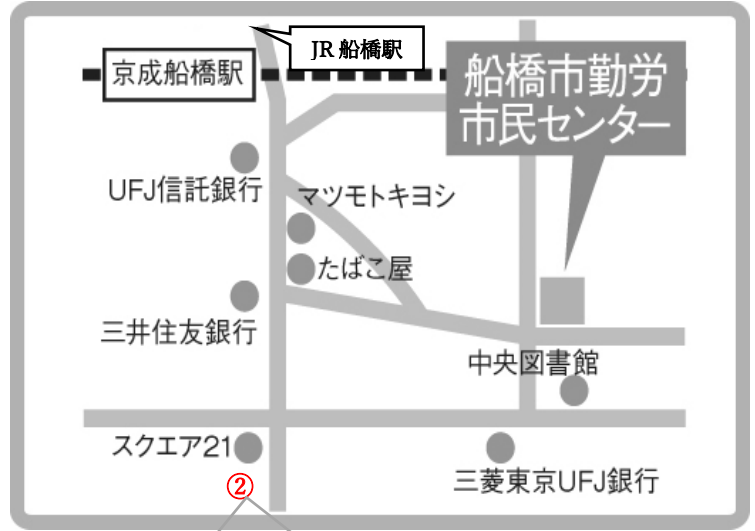 JR 船橋駅
京成船橋駅
船橋市勤労
市民センター
UFJ信託銀行
マツモトキヨシ
たばこ屋
三井住友銀行
中央図書館
スクエア21
②
三菱東京UFJ銀行